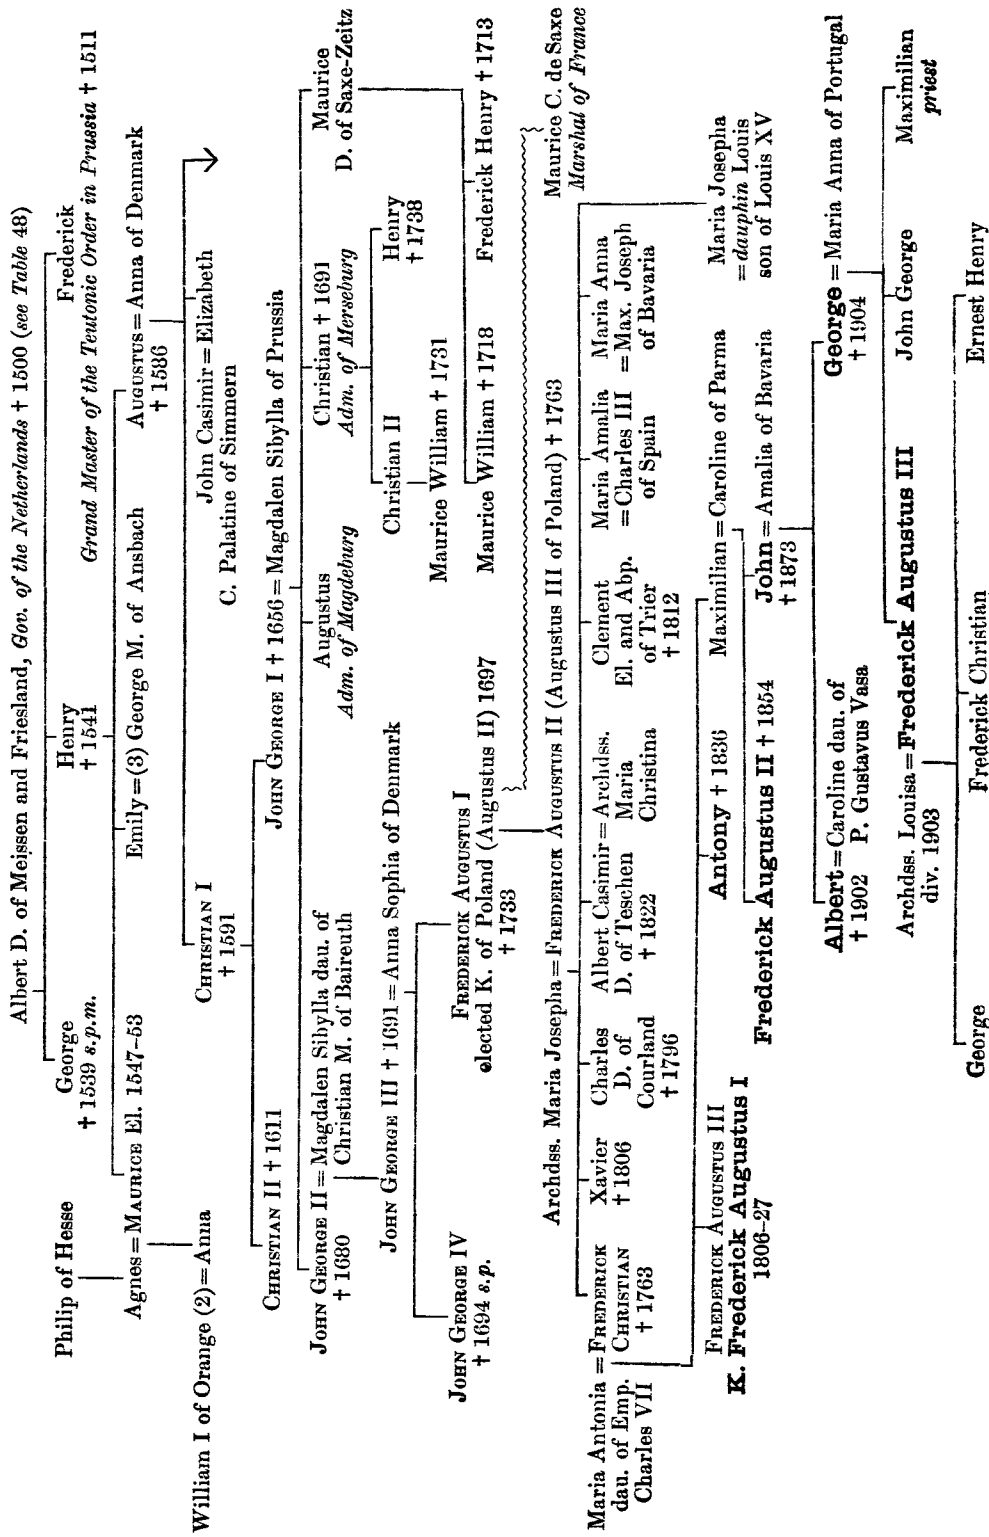 Albert D. of Meissen and Friesland, Gov. of the Netherlands † 1500 (see Table 48)
Philip of Hesse
George
† 1539 s.p.m.
Henry
† 1541
Frederick
Grand Master of the Teutonic Order in Prussia † 1511
Agnes = MAURICE El. 1547–53
Emily = (3) George M. of Ansbach
AUGUSTUS = Anna of Denmark
† 1586
William I of Orange (2) = Anna
CHRISTIAN I
† 1591
John Casimir = Elizabeth
C. Palatine of Simmern
CHRISTIAN II † 1611
JOHN GEORGE I † 1656 = Magdalen Sibylla of Prussia
JOHN GEORGE II = Magdalen Sibylla dau. of
† 1680
Christian M. of Baireuth
Augustus
Adm. of Magdeburg
Christian † 1691
Adm. of Merseburg
Maurice
D. of Saxe-Zeitz
JOHN GEORGE III † 1691 = Anna Sophia of Denmark
Christian II
Henry
† 1738
Maurice William † 1731
JOHN GEORGE IV
† 1694 s.p.
FREDERICK AUGUSTUS I
elected K. of Poland (Augustus II) 1697
† 1733
Maurice William † 1718
Frederick Henry † 1713
Archdss. Maria Josepha = FREDERICK AUGUSTUS II (Augustus III of Poland) † 1763
Maurice C. de Saxe
Marshal of France
Maria Antonia = FREDERICK
dau. of Emp.
Charles VII
CHRISTIAN
† 1763
Xavier
† 1806
Charles
D. of
Courland
† 1796
Albert Casimir = Archdss.
D. of Teschen
† 1822
Maria
Christina
Clement
El. and Abp.
of Trier
† 1812
Maria Amalia
= Charles III
of Spain
Maria Anna
= Max. Joseph
of Bavaria
Maria Josepha
= dauphin Louis
son of Louis XV
FREDERICK AUGUSTUS III
K. Frederick Augustus I
1806–27
Antony † 1836
Maximilian = Caroline of Parma
Frederick Augustus II † 1854
John = Amalia of Bavaria
† 1873
Albert = Caroline dau. of
† 1902 P. Gustavus Vasa
George = Maria Anna of Portugal
† 1904
Archdss. Louisa = Frederick Augustus III
div. 1903
John George
Maximilian
priest
George
Frederick Christian
Ernest Henry